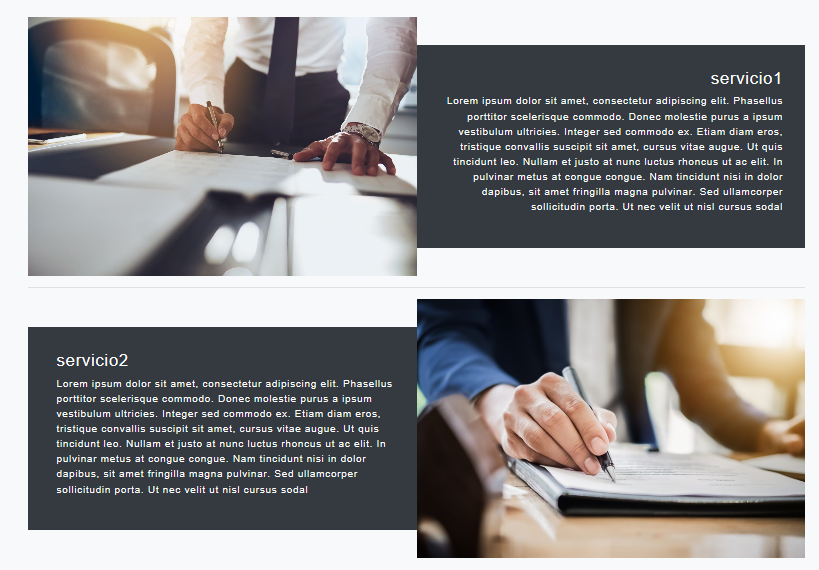 servicio1
Lorem ipsum dolor sit amet, consectetur adipiscing elit. Phasellus
porttitor scelerisque commodo. Donec molestie purus a ipsum
vestibulum ultricies. Integer sed commodo ex. Etiam diam eros,
tristique convallis suscipit sit amet, cursus vitae augue. Ut quis
tincidunt leo. Nullam et justo at nunc luctus rhoncus ut ac elit. In
pulvinar metus at congue congue. Nam tincidunt nisi in dolor
dapibus, sit amet fringilla magna pulvinar. Sed ullamcorper
sollicitudin porta. Ut nec velit ut nisl cursus sodal
servicio2
Lorem ipsum dolor sit amet, consectetur adipiscing elit. Phasellus
porttitor scelerisque commodo. Donec molestie purus a ipsum
vestibulum ultricies. Integer sed commodo ex. Etiam diam eros,
tristique convallis suscipit sit amet, cursus vitae augue. Ut quis
tincidunt leo. Nullam et justo at nunc luctus rhoncus ut ac elit. In
pulvinar metus at congue congue. Nam tincidunt nisi in dolor
dapibus, sit amet fringilla magna pulvinar. Sed ullamcorper
sollicitudin porta. Ut nec velit ut nisl cursus sodal